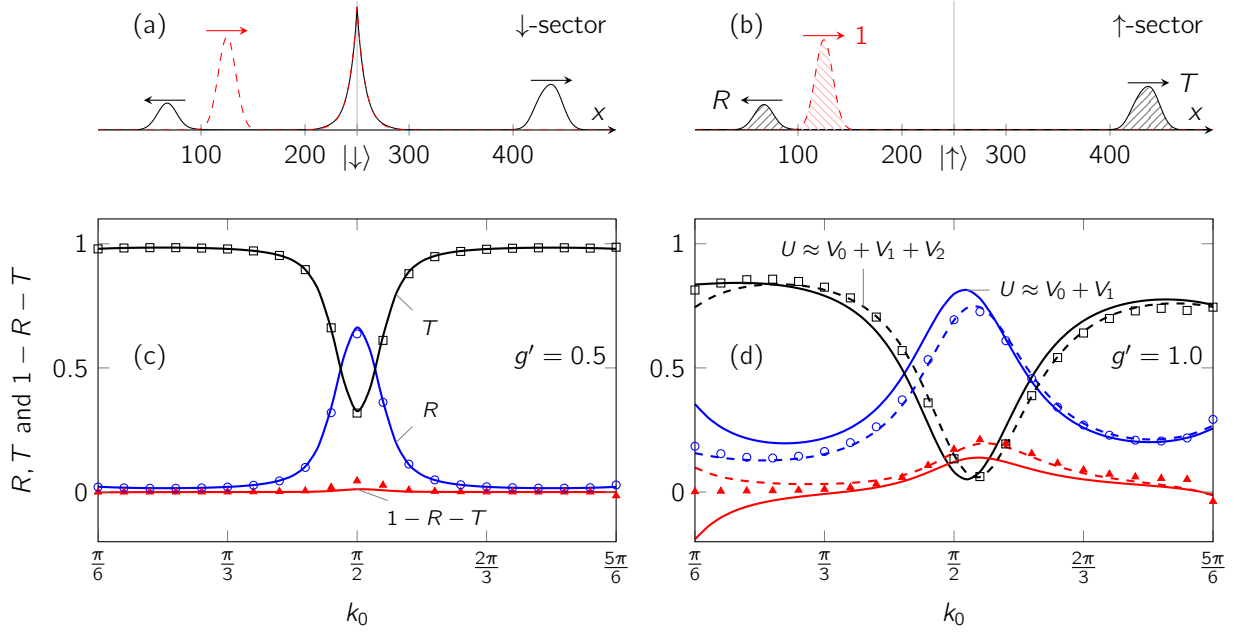 (a)
↓-sector
x
100
200
|↓⟩
300
400
(b)
↑-sector
1
R
T
x
100
200
|↑⟩
300
400
R, T and 1 − R − T
1
0.5
0
(c)
g′ = 0.5
T
R
1 − R − T
π/6
π/3
π/2
2π/3
5π/6
k₀
1
0.5
0
(d)
g′ = 1.0
U ≈ V₀ + V₁ + V₂
U ≈ V₀ + V₁
π/6
π/3
π/2
2π/3
5π/6
k₀